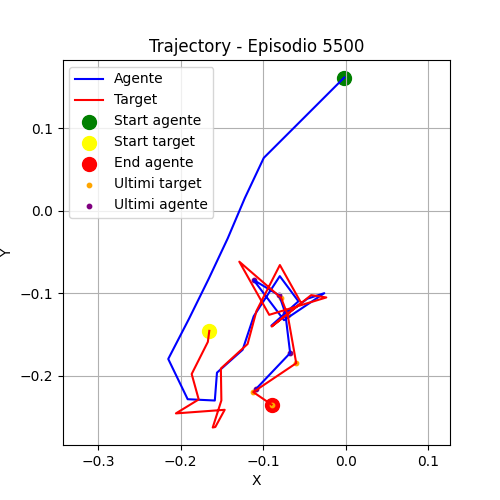 Trajectory - Episodio 5500
Agente
Target
Start agente
Start target
End agente
Ultimi target
Ultimi agente
0.1
0.0
−0.1
−0.2
Y
−0.3
−0.2
−0.1
0.0
0.1
X